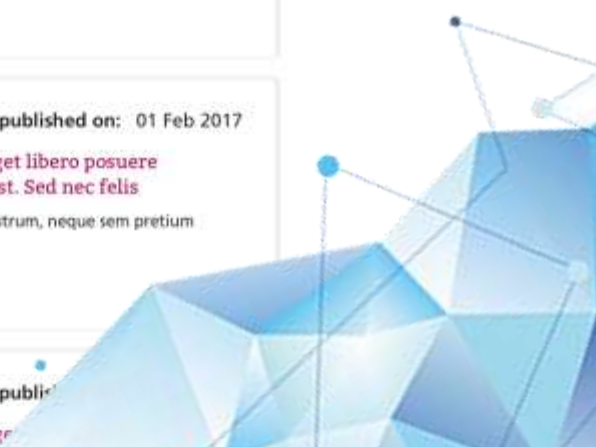 published on: 01 Feb 2017
get libero posuere
st. Sed nec felis
strum, neque sem pretium